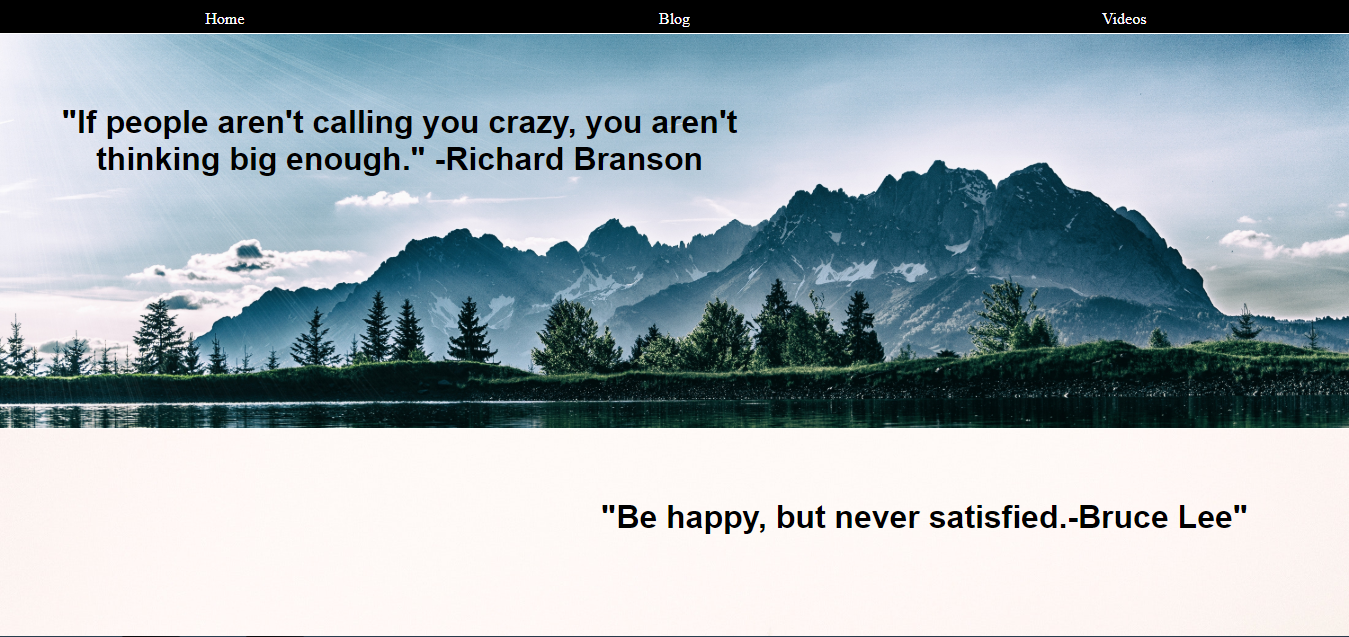 Home Blog Videos
"If people aren't calling you crazy, you aren't
thinking big enough." -Richard Branson
"Be happy, but never satisfied.-Bruce Lee"